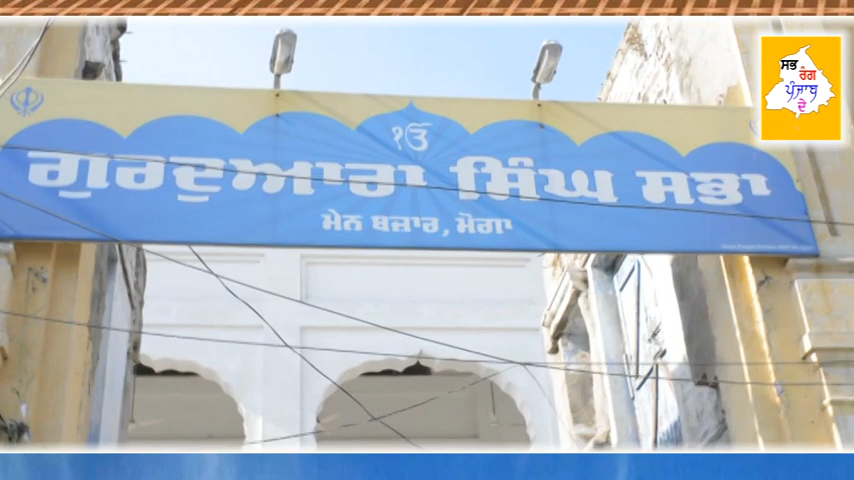 ੴ
ਗੁਰਦੁਆਰਾ ਸਿੰਘ ਸਭਾ
ਮੇਨ ਬਜਾਰ, ਮੋਗਾ
ਸਭ
ਰੰਗ
ਪੰਜਾਬ
ਦੇ